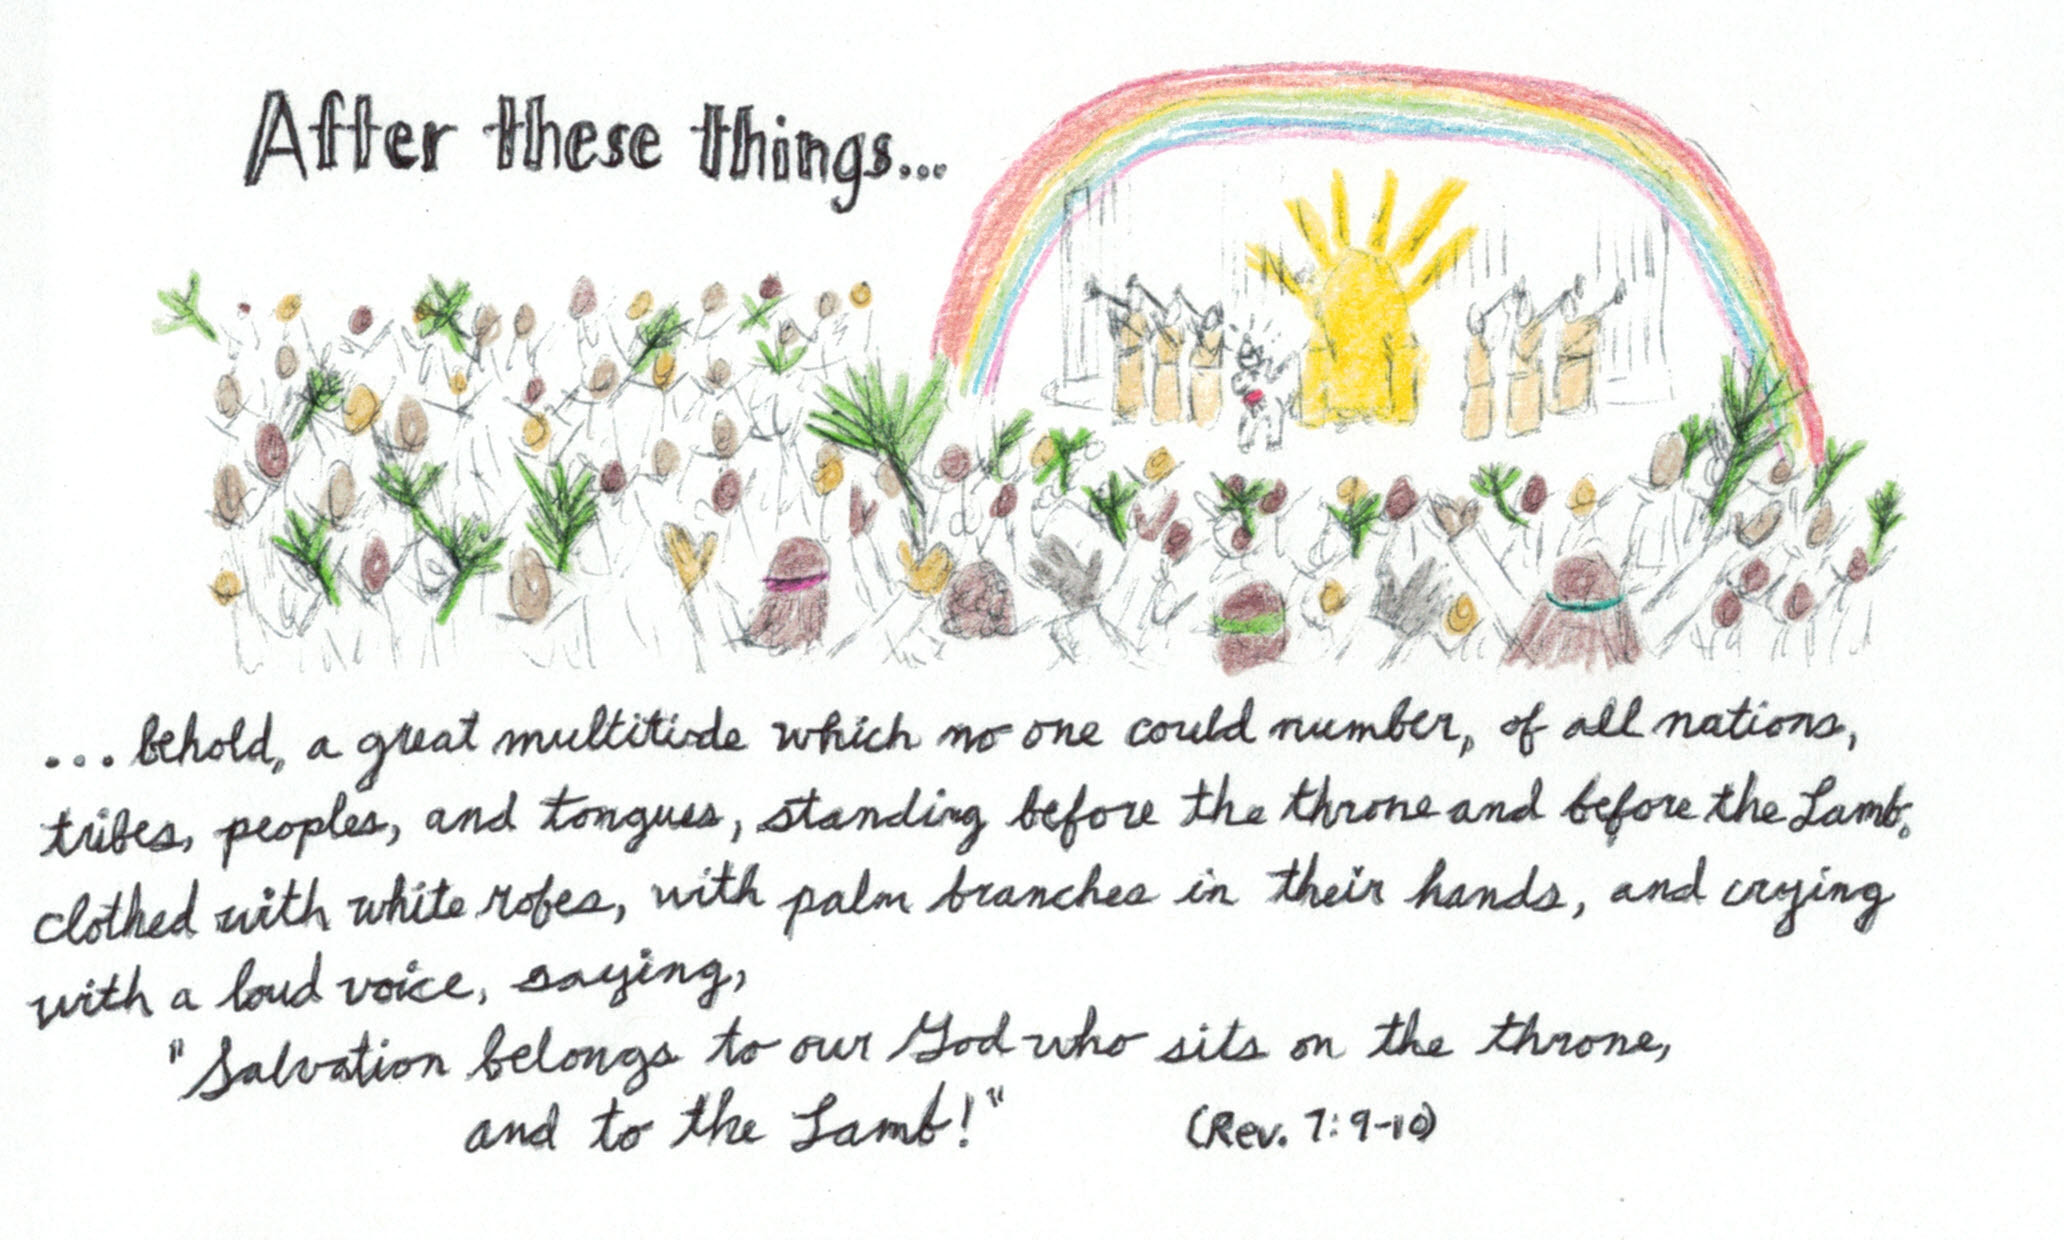 After these things...
...behold, a great multitude which no one could number, of all nations,
tribes, peoples, and tongues, standing before the throne and before the Lamb,
clothed with white robes, with palm branches in their hands, and crying
with a loud voice, saying,
"Salvation belongs to our God who sits on the throne,
and to the Lamb!" (Rev. 7:9-10)